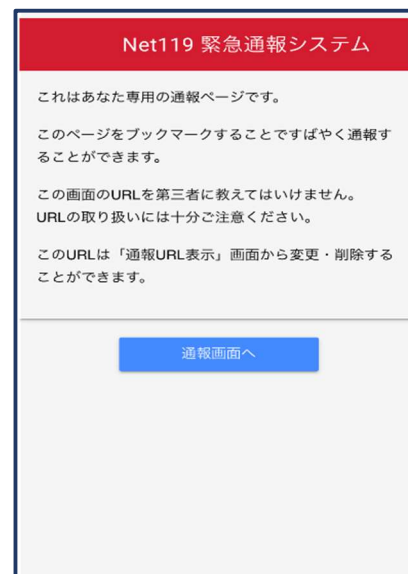 Net119 緊急通報システム
これはあなた専用の通報ページです。
このページをブックマークすることですばやく通報す
ることができます。
この画面のURLを第三者に教えてはいけません。
URLの取り扱いには十分ご注意ください。
このURLは「通報URL表示」画面から変更・削除する
ことができます。
通報画面へ